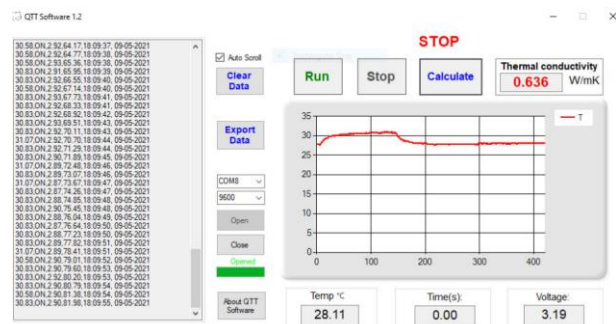 QTT Software 1.2
30.58,ON,2.92,64.17,18:09:37, 09-05-2021
30.58,ON,2.92,64.77,18:09:38, 09-05-2021
30.58,ON,2.93,65.36,18:09:38, 09-05-2021
30.83,ON,2.91,65.95,18:09:39, 09-05-2021
30.83,ON,2.92,66.55,18:09:40, 09-05-2021
30.58,ON,2.92,67.14,18:09:40, 09-05-2021
30.83,ON,2.93,67.73,18:09:41, 09-05-2021
30.83,ON,2.92,68.33,18:09:41, 09-05-2021
30.83,ON,2.92,68.92,18:09:42, 09-05-2021
30.83,ON,2.93,69.51,18:09:43, 09-05-2021
30.83,ON,2.92,70.11,18:09:43, 09-05-2021
31.07,ON,2.92,70.70,18:09:44, 09-05-2021
30.83,ON,2.92,71.29,18:09:44, 09-05-2021
30.83,ON,2.90,71.89,18:09:45, 09-05-2021
31.07,ON,2.89,72.48,18:09:46, 09-05-2021
30.83,ON,2.89,73.07,18:09:46, 09-05-2021
31.07,ON,2.87,73.67,18:09:47, 09-05-2021
30.83,ON,2.87,74.26,18:09:47, 09-05-2021
30.83,ON,2.88,74.85,18:09:48, 09-05-2021
30.83,ON,2.90,75.45,18:09:48, 09-05-2021
30.83,ON,2.88,76.04,18:09:49, 09-05-2021
30.83,ON,2.87,76.64,18:09:50, 09-05-2021
30.83,ON,2.88,77.23,18:09:50, 09-05-2021
30.83,ON,2.89,77.82,18:09:51, 09-05-2021
31.07,ON,2.89,78.41,18:09:51, 09-05-2021
30.58,ON,2.90,79.01,18:09:52, 09-05-2021
30.83,ON,2.90,79.60,18:09:53, 09-05-2021
30.83,ON,2.92,80.20,18:09:53, 09-05-2021
30.83,ON,2.90,80.79,18:09:54, 09-05-2021
30.58,ON,2.90,81.38,18:09:54, 09-05-2021
30.83,ON,2.90,81.98,18:09:55, 09-05-2021
Auto Scroll
Clear
Data
Export
Data
COM8
9600
Open
Close
Opened
About QTT
Software
STOP
Run Stop Calculate
Thermal conductivity
0.636 W/mK
T
35
30
25
20
15
10
5
0
0 100 200 300 400
Temp °C Time(s): Voltage:
28.11 0.00 3.19